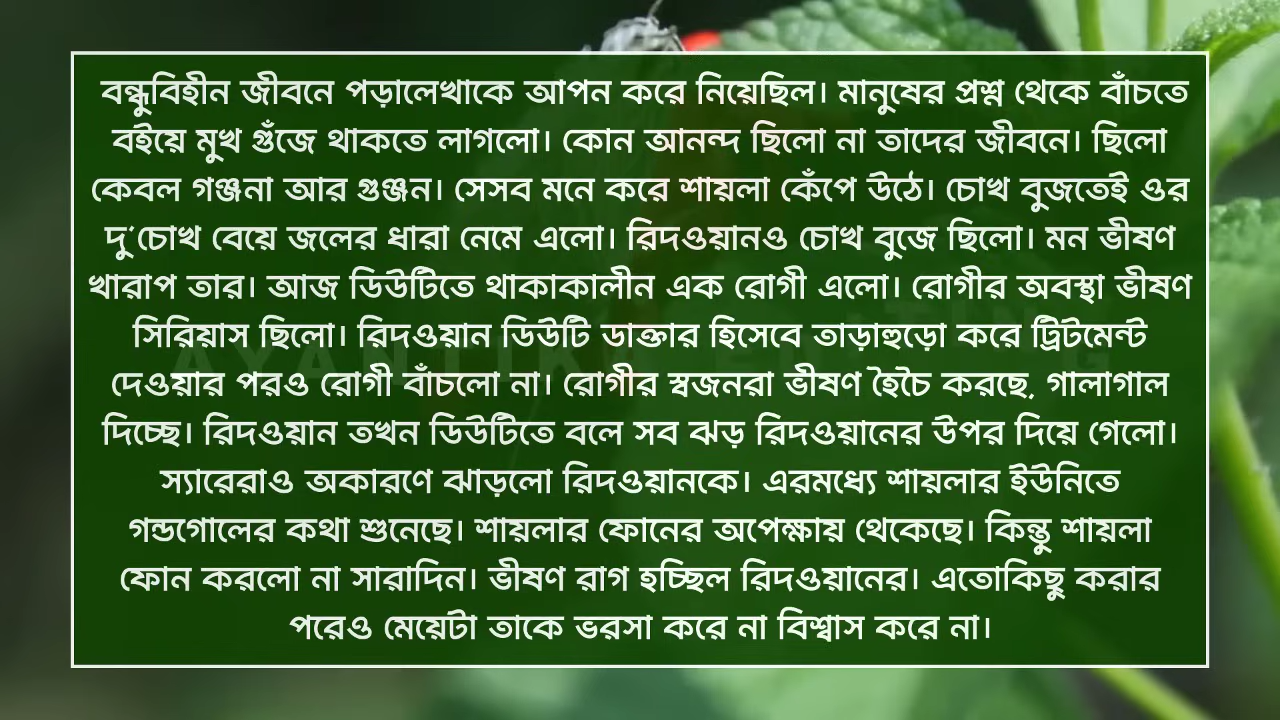 বন্ধুবিহীন জীবনে পড়ালেখাকে আপন করে নিয়েছিল। মানুষের প্রশ্ন থেকে বাঁচতে
বইয়ে মুখ গুঁজে থাকতে লাগলো। কোন আনন্দ ছিলো না তাদের জীবনে। ছিলো
কেবল গঞ্জনা আর গুঞ্জন। সেসব মনে করে শায়লা কেঁপে উঠে। চোখ বুজতেই ওর
দু'চোখ বেয়ে জলের ধারা নেমে এলো। রিদওয়ানও চোখ বুজে ছিলো। মন ভীষণ
খারাপ তার। আজ ডিউটিতে থাকাকালীন এক রোগী এলো। রোগীর অবস্থা ভীষণ
সিরিয়াস ছিলো। রিদওয়ান ডিউটি ডাক্তার হিসেবে তাড়াহুড়ো করে ট্রিটমেন্ট
দেওয়ার পরও রোগী বাঁচলো না। রোগীর স্বজনরা ভীষণ হৈচৈ করছে, গালাগাল
দিচ্ছে। রিদওয়ান তখন ডিউটিতে বলে সব ঝড় রিদওয়ানের উপর দিয়ে গেলো।
স্যারেরাও অকারণে ঝাড়লো রিদওয়ানকে। এরমধ্যে শায়লার ইউনিতে
গন্ডগোলের কথা শুনেছে। শায়লার ফোনের অপেক্ষায় থেকেছে। কিন্তু শায়লা
ফোন করলো না সারাদিন। ভীষণ রাগ হচ্ছিল রিদওয়ানের। এতোকিছু করার
পরেও মেয়েটা তাকে ভরসা করে না বিশ্বাস করে না।